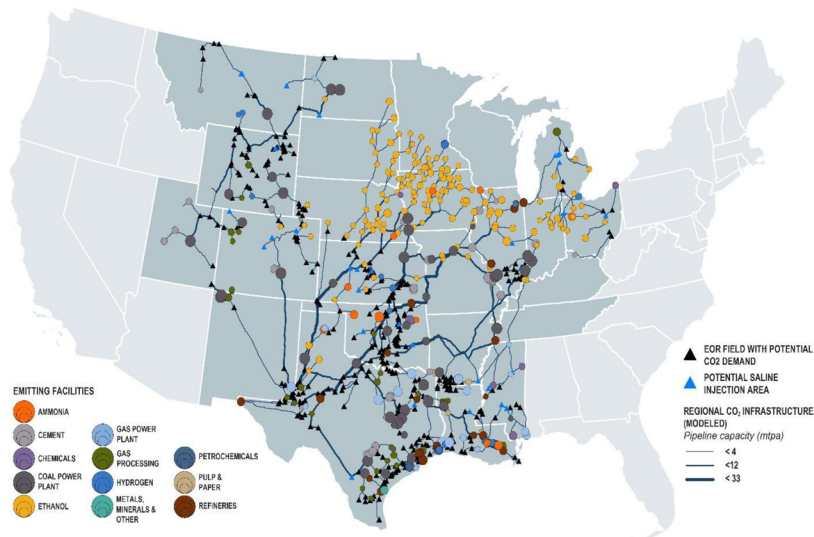 EOR FIELD WITH POTENTIAL
CO2 DEMAND
POTENTIAL SALINE
INJECTION AREA
REGIONAL CO₂ INFRASTRUCTURE
(MODELED)
Pipeline capacity (mtpa)
< 4
<12
< 33
EMITTING FACILITIES
AMMONIA
CEMENT
CHEMICALS
COAL POWER
PLANT
ETHANOL
GAS POWER
PLANT
GAS
PROCESSING
HYDROGEN
METALS,
MINERALS &
OTHER
PETROCHEMICALS
PULP &
PAPER
REFINERIES